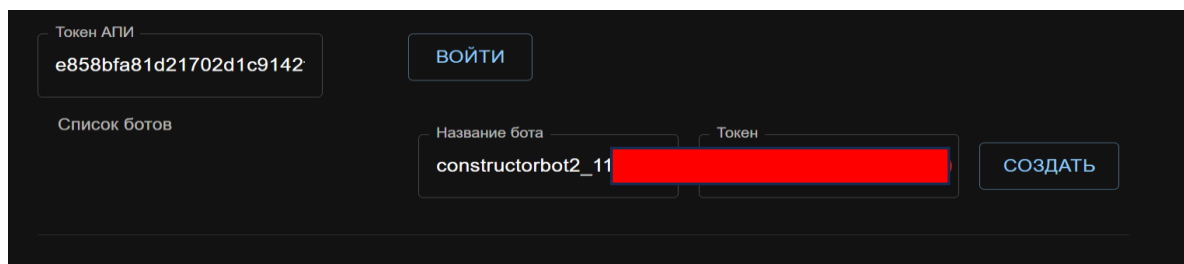 Токен АПИ
e858bfa81d21702d1c9142
ВОЙТИ
Список ботов
Название бота
Токен
constructorbot2_11
СОЗДАТЬ